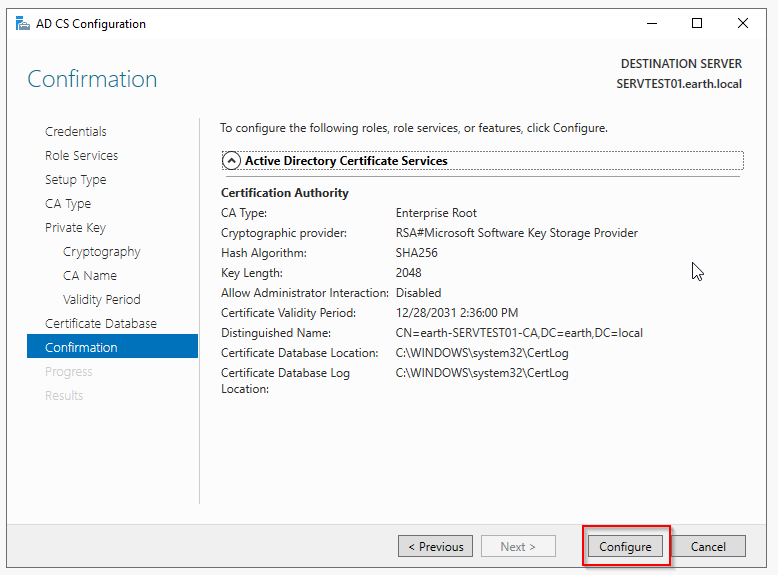 AD CS Configuration
Confirmation
DESTINATION SERVER
SERVTEST01.earth.local
Credentials
Role Services
Setup Type
CA Type
Private Key
Cryptography
CA Name
Validity Period
Certificate Database
Confirmation
Progress
Results
To configure the following roles, role services, or features, click Configure.
Active Directory Certificate Services
Certification Authority
CA Type: Enterprise Root
Cryptographic provider: RSA#Microsoft Software Key Storage Provider
Hash Algorithm: SHA256
Key Length: 2048
Allow Administrator Interaction: Disabled
Certificate Validity Period: 12/28/2031 2:36:00 PM
Distinguished Name: CN=earth-SERVTEST01-CA,DC=earth,DC=local
Certificate Database Location: C:\WINDOWS\system32\CertLog
Certificate Database Log C:\WINDOWS\system32\CertLog
Location:
< Previous Next > Configure Cancel